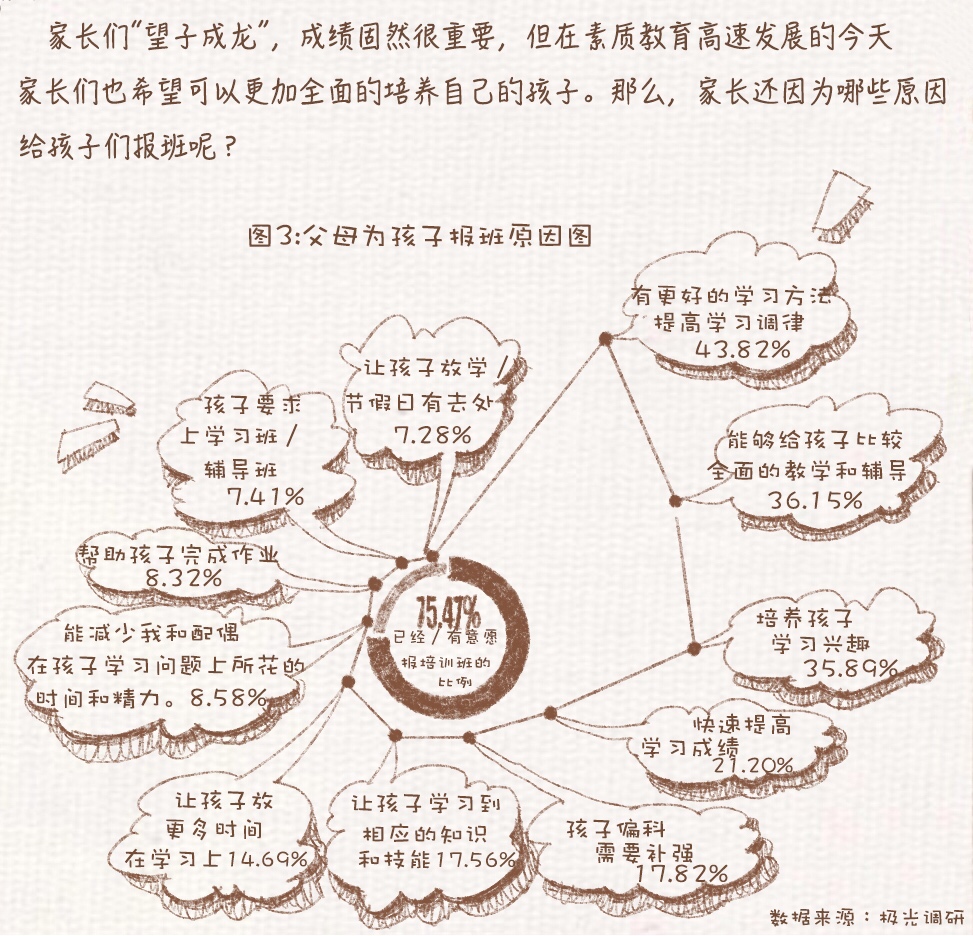 家长们“望子成龙”，成绩固然很重要，但在素质教育高速发展的今天
家长们也希望可以更加全面的培养自己的孩子。那么，家长还因为哪些原因
给孩子们报班呢？
图3:父母为孩子报班原因图
有更好的学习方法
提高学习调律
43.82%
能够给孩子比较
全面的教学和辅导
36.15%
培养孩子
学习兴趣
35.89%
快速提高
学习成绩
21.20%
孩子偏科
需要补强
17.82%
让孩子学习到
相应的知识
和技能17.56%
让孩子放
更多时间
在学习上14.69%
能减少我和配偶
在孩子学习问题上所花的
时间和精力。8.58%
帮助孩子完成作业
8.32%
孩子要求
上学习班/
辅导班
7.41%
让孩子放学/
节假日有去处
7.28%
75.47%
已经/有意愿
报培训班的
比例
数据来源：极光调研